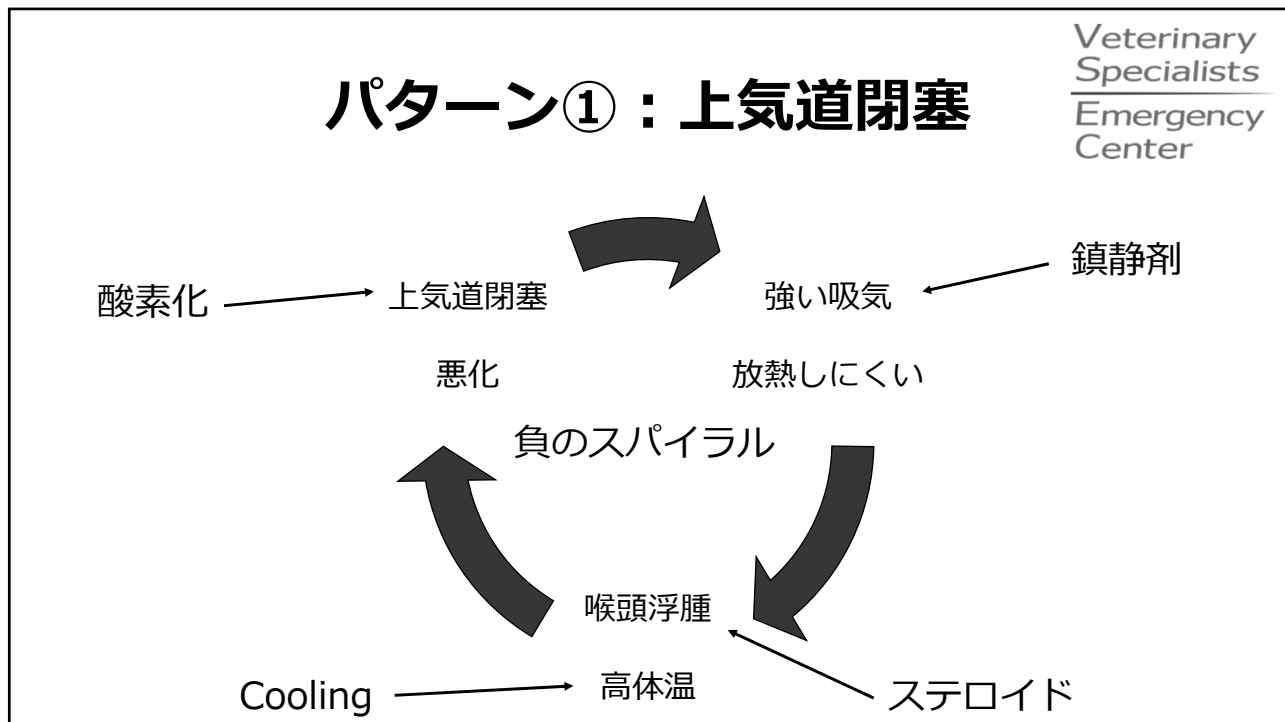 Veterinary
Specialists
Emergency
Center
パターン①：上気道閉塞
鎮静剤
酸素化
上気道閉塞
強い吸気
悪化
放熱しにくい
負のスパイラル
喉頭浮腫
Cooling
高体温
ステロイド